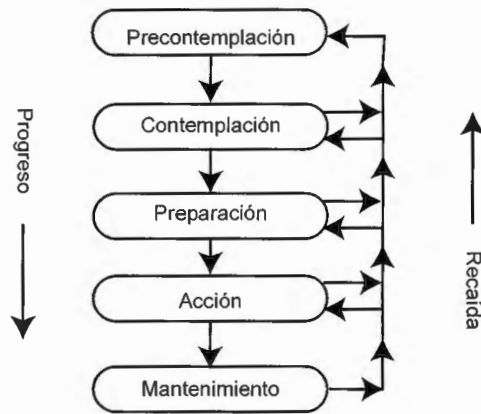 Precontemplación
Contemplación
Preparación
Acción
Mantenimiento
Progreso
Recaída